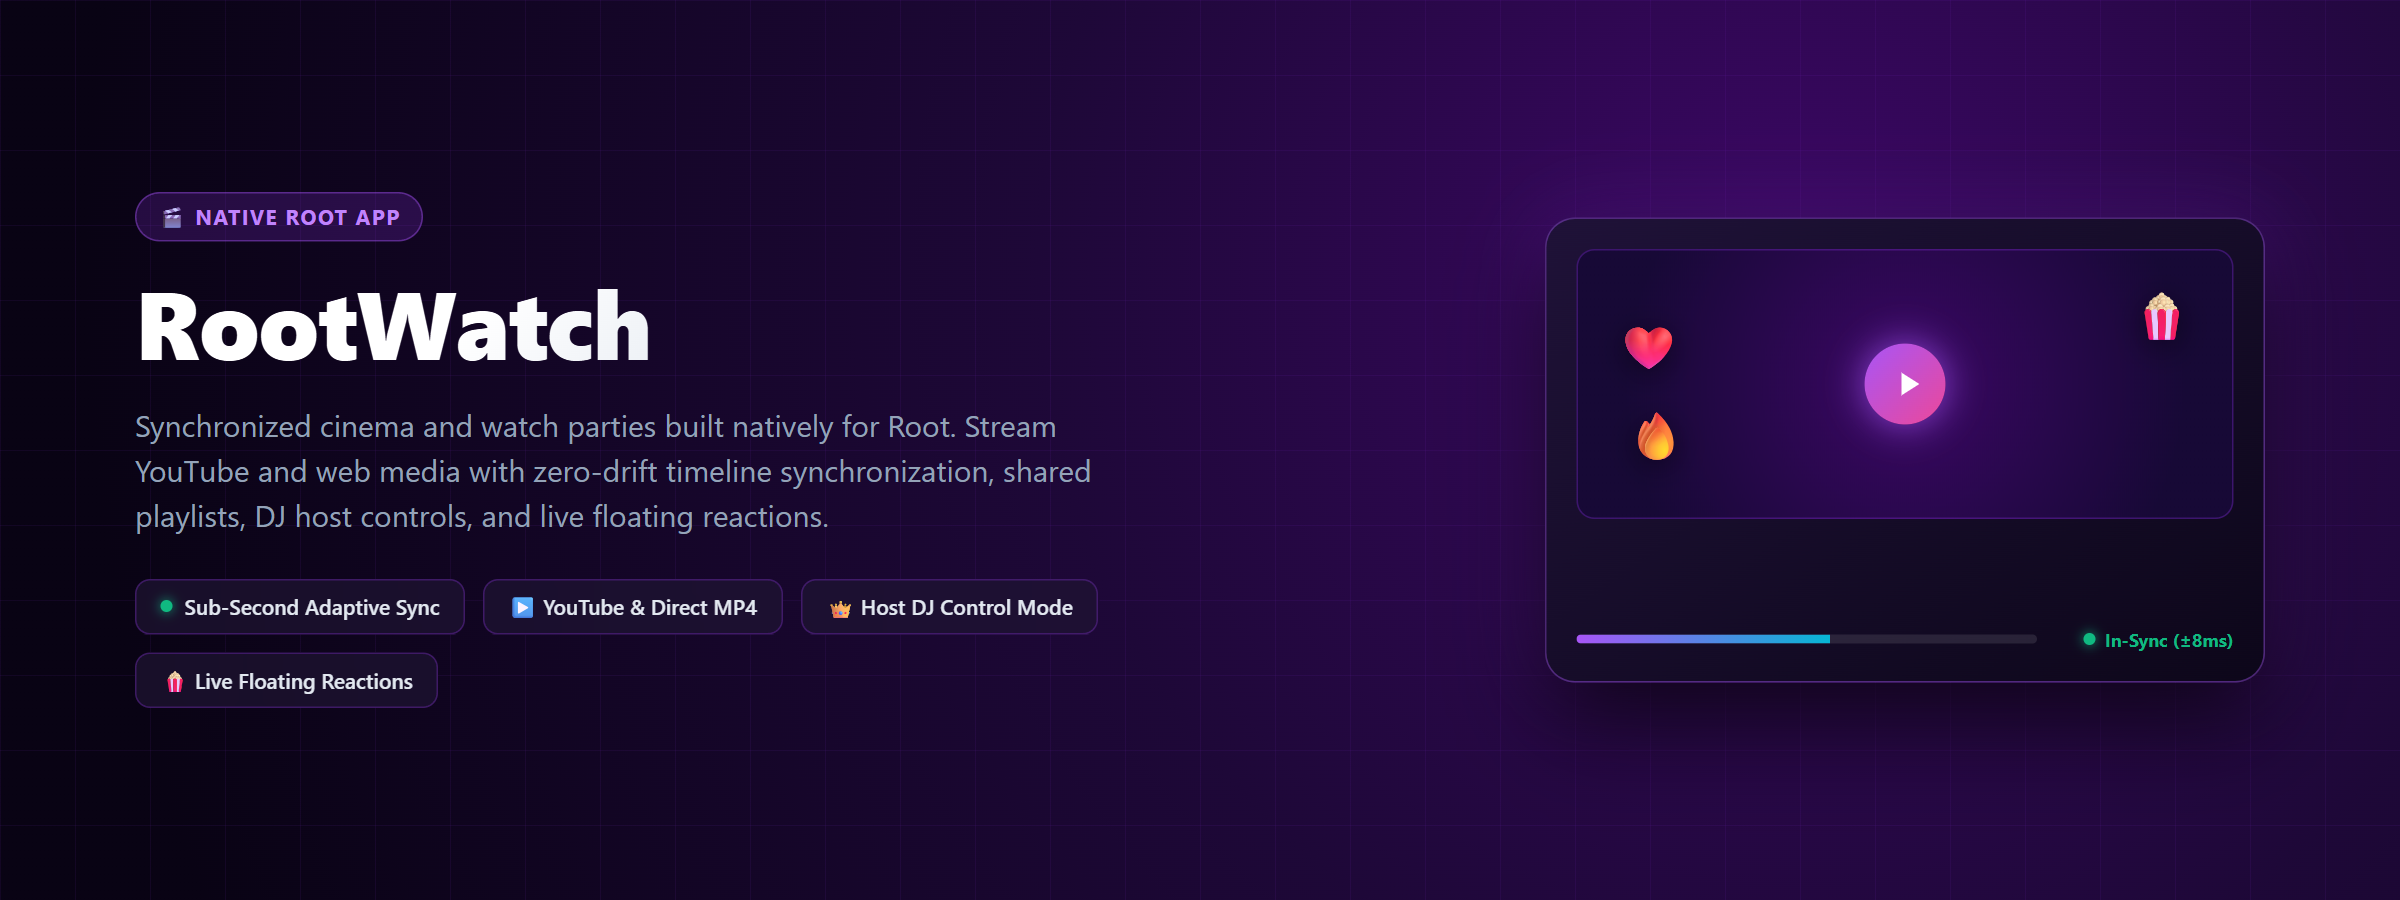 NATIVE ROOT APP
RootWatch
Synchronized cinema and watch parties built natively for Root. Stream
YouTube and web media with zero-drift timeline synchronization, shared
playlists, DJ host controls, and live floating reactions.
Sub-Second Adaptive Sync
YouTube & Direct MP4
Host DJ Control Mode
Live Floating Reactions
In-Sync (±8ms)